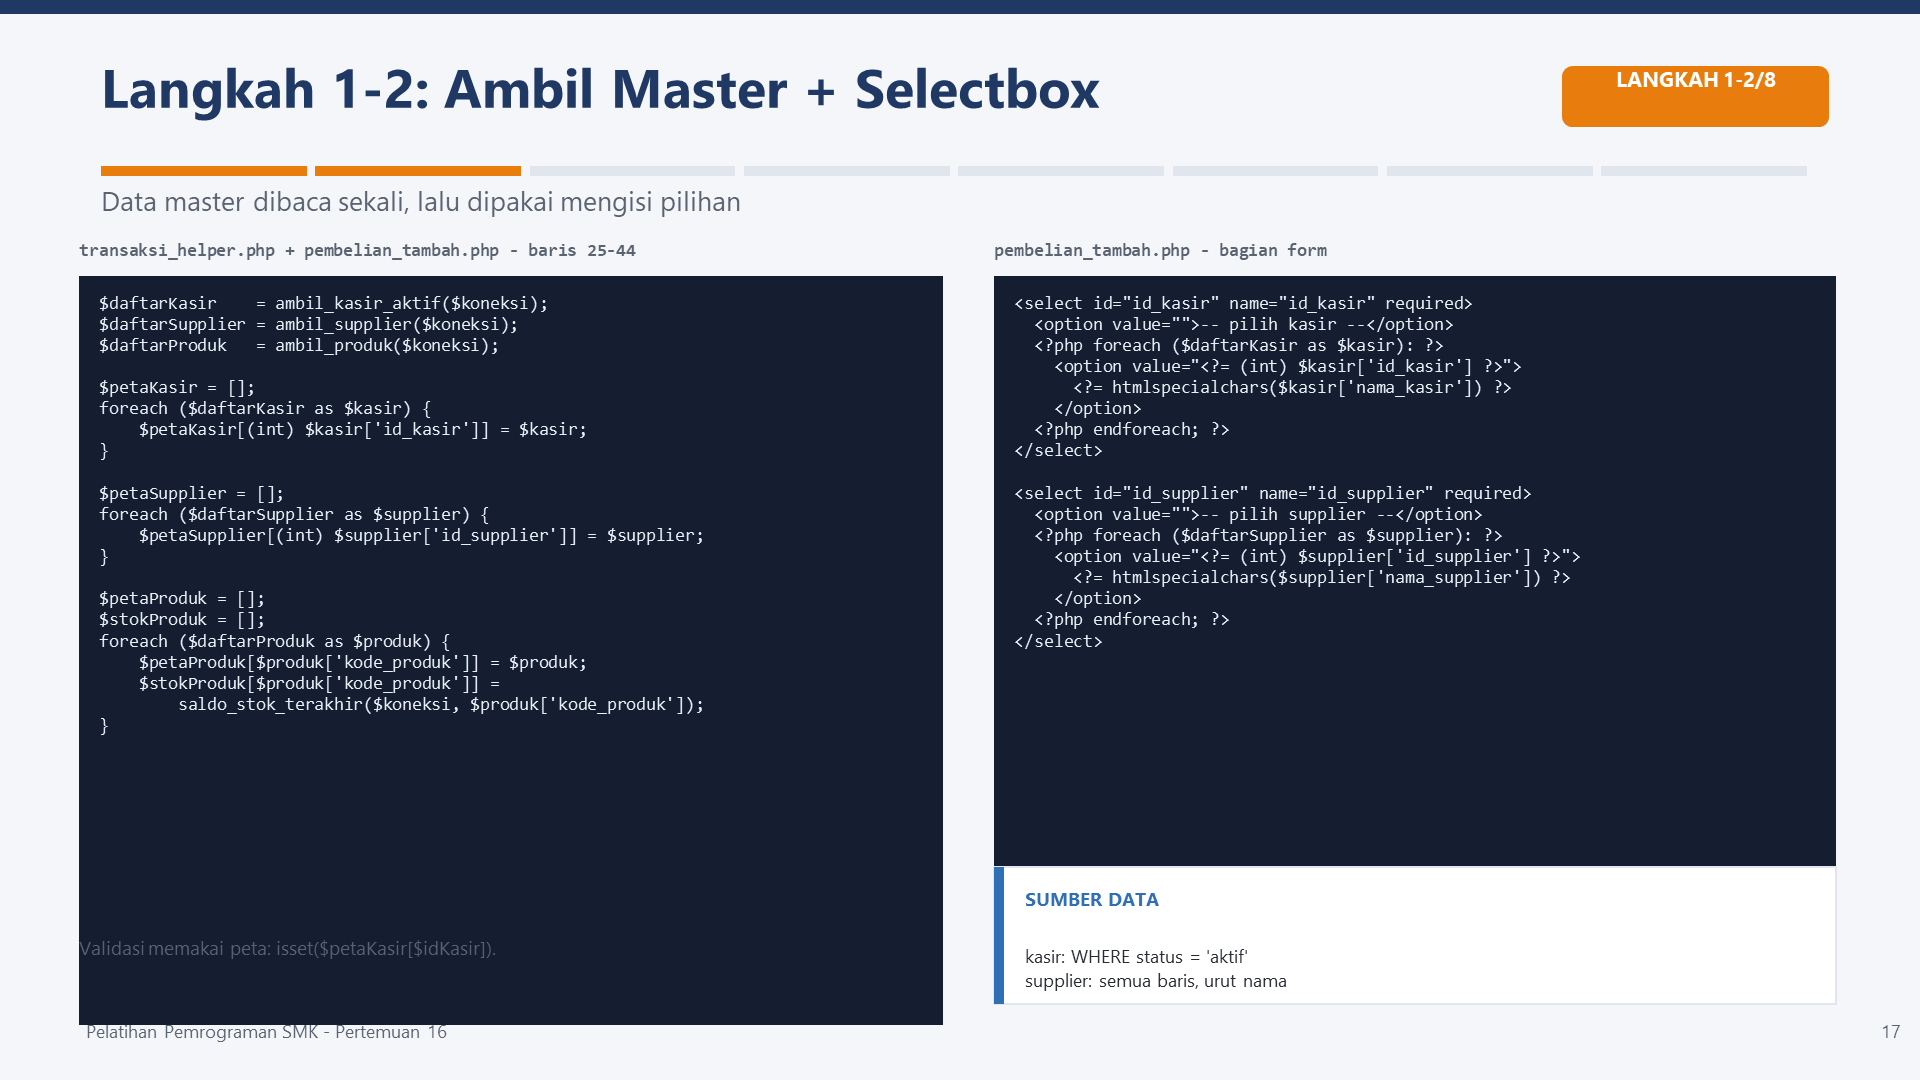 Langkah 1-2: Ambil Master + Selectbox
LANGKAH 1-2/8
Data master dibaca sekali, lalu dipakai mengisi pilihan
transaksi_helper.php + pembelian_tambah.php - baris 25-44
$daftarKasir    = ambil_kasir_aktif($koneksi);
$daftarSupplier = ambil_supplier($koneksi);
$daftarProduk   = ambil_produk($koneksi);

$petaKasir = [];
foreach ($daftarKasir as $kasir) {
    $petaKasir[(int) $kasir['id_kasir']] = $kasir;
}

$petaSupplier = [];
foreach ($daftarSupplier as $supplier) {
    $petaSupplier[(int) $supplier['id_supplier']] = $supplier;
}

$petaProduk = [];
$stokProduk = [];
foreach ($daftarProduk as $produk) {
    $petaProduk[$produk['kode_produk']] = $produk;
    $stokProduk[$produk['kode_produk']] =
        saldo_stok_terakhir($koneksi, $produk['kode_produk']);
}
Validasi memakai peta: isset($petaKasir[$idKasir]).
pembelian_tambah.php - bagian form
<select id="id_kasir" name="id_kasir" required>
  <option value="">-- pilih kasir --</option>
  <?php foreach ($daftarKasir as $kasir): ?>
    <option value="<?= (int) $kasir['id_kasir'] ?>">
      <?= htmlspecialchars($kasir['nama_kasir']) ?>
    </option>
  <?php endforeach; ?>
</select>

<select id="id_supplier" name="id_supplier" required>
  <option value="">-- pilih supplier --</option>
  <?php foreach ($daftarSupplier as $supplier): ?>
    <option value="<?= (int) $supplier['id_supplier'] ?>">
      <?= htmlspecialchars($supplier['nama_supplier']) ?>
    </option>
  <?php endforeach; ?>
</select>
SUMBER DATA
kasir: WHERE status = 'aktif'
supplier: semua baris, urut nama
Pelatihan Pemrograman SMK - Pertemuan 16
17